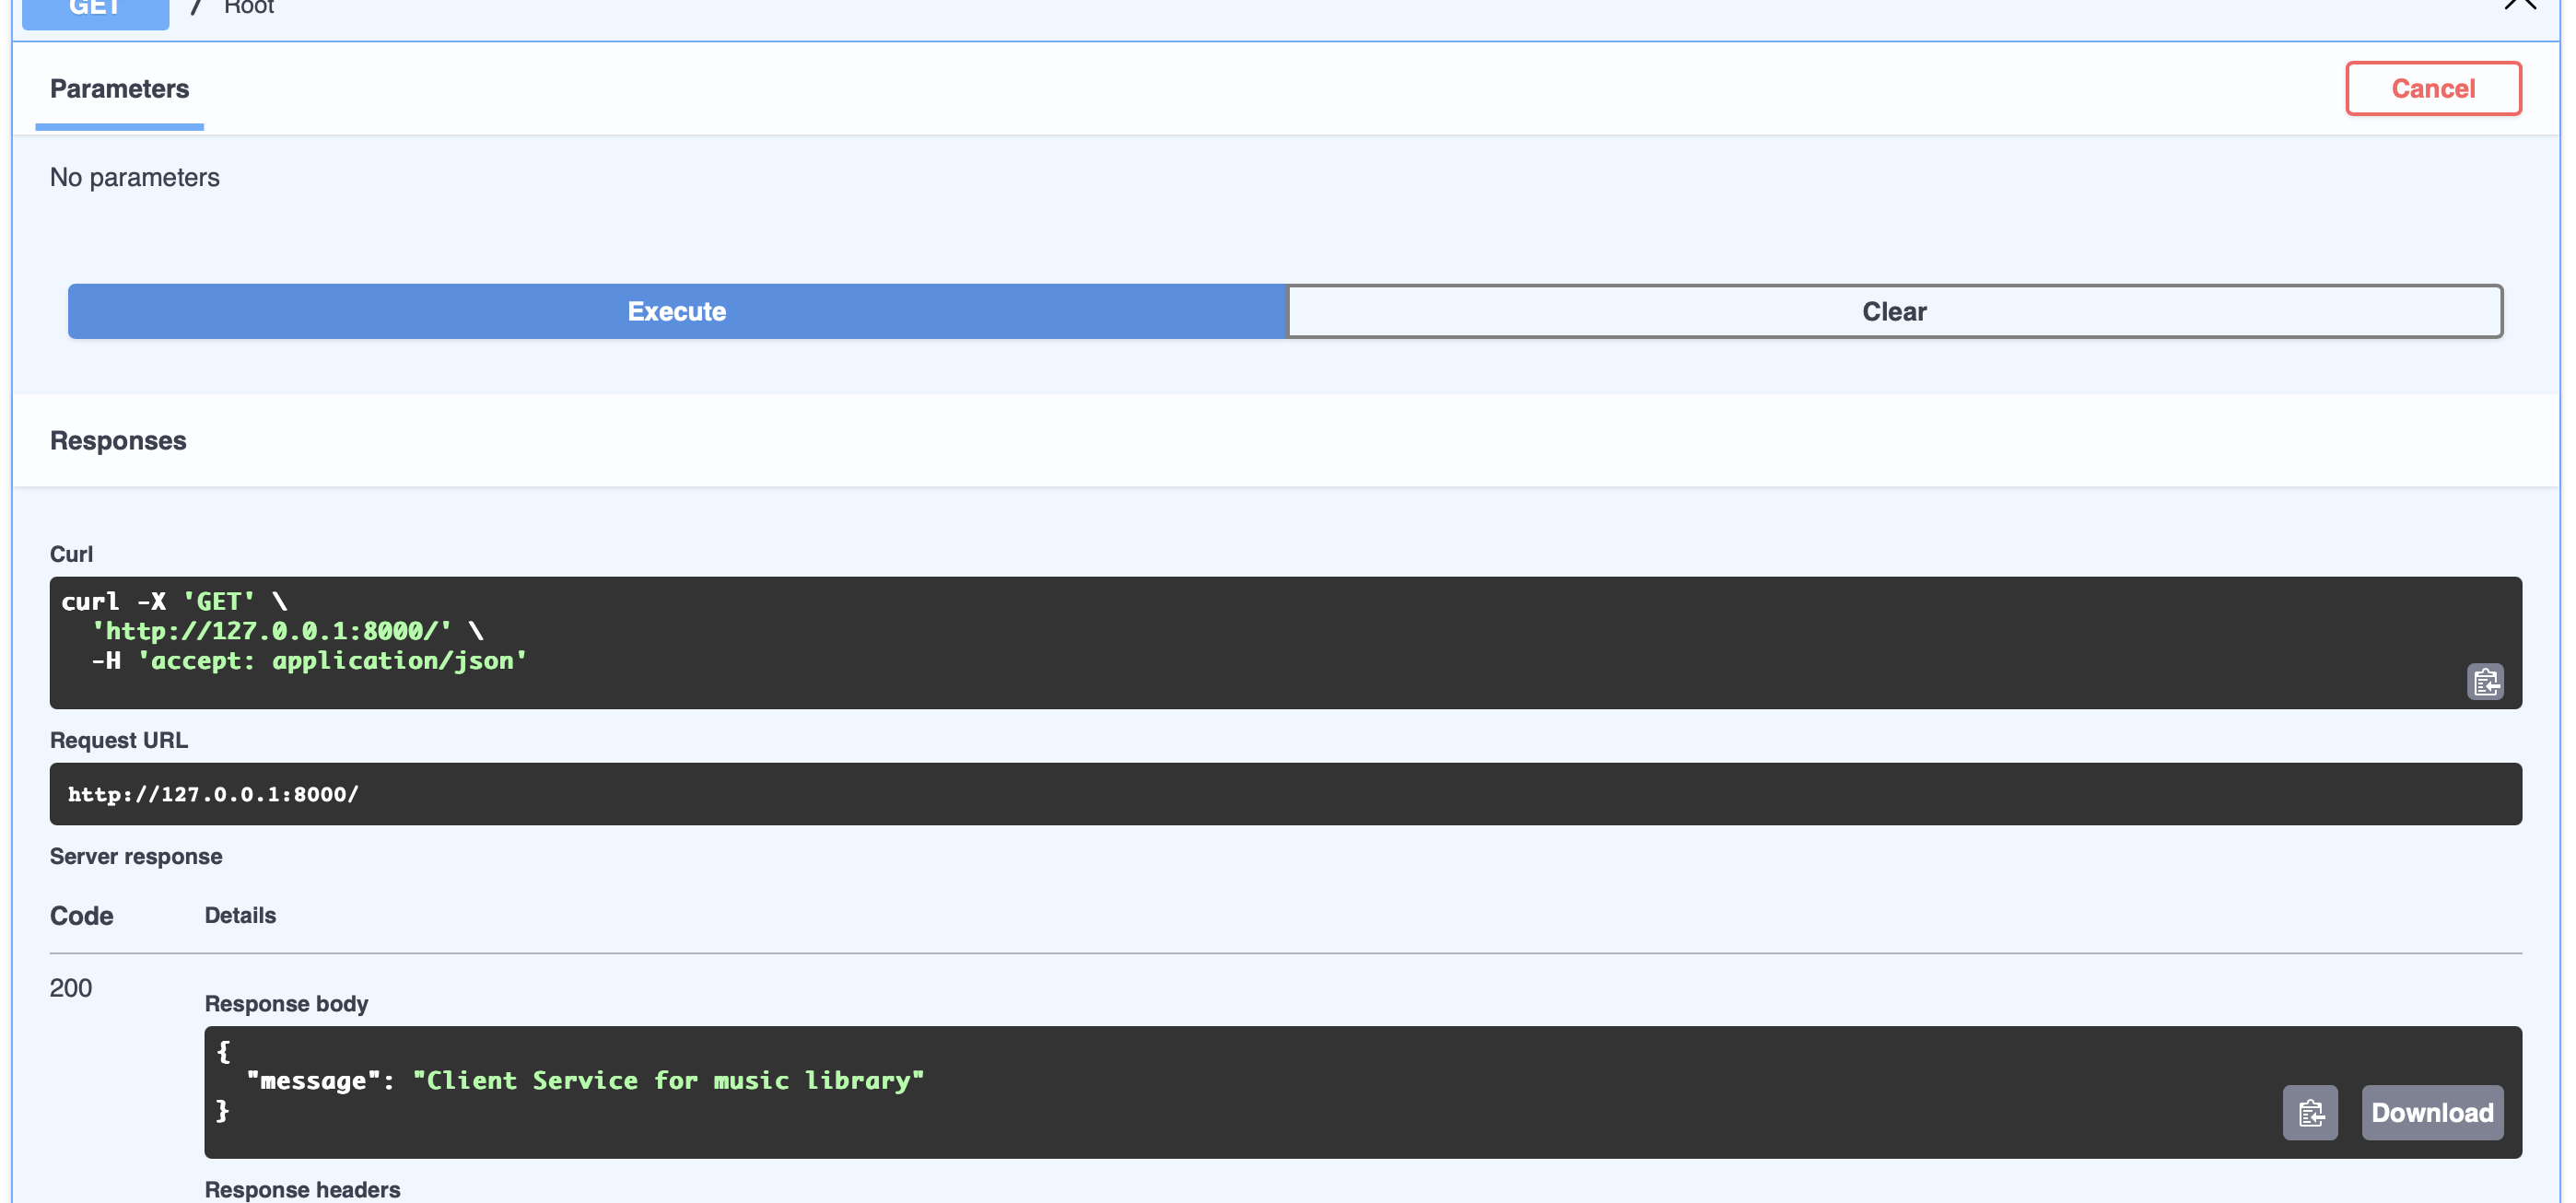 GET / Root
Parameters
Cancel
No parameters
Execute
Clear
Responses
Curl
curl -X 'GET' \
  'http://127.0.0.1:8000/' \
  -H 'accept: application/json'
Request URL
http://127.0.0.1:8000/
Server response
Code Details
200
Response body
{
  "message": "Client Service for music library"
}
Download
Response headers